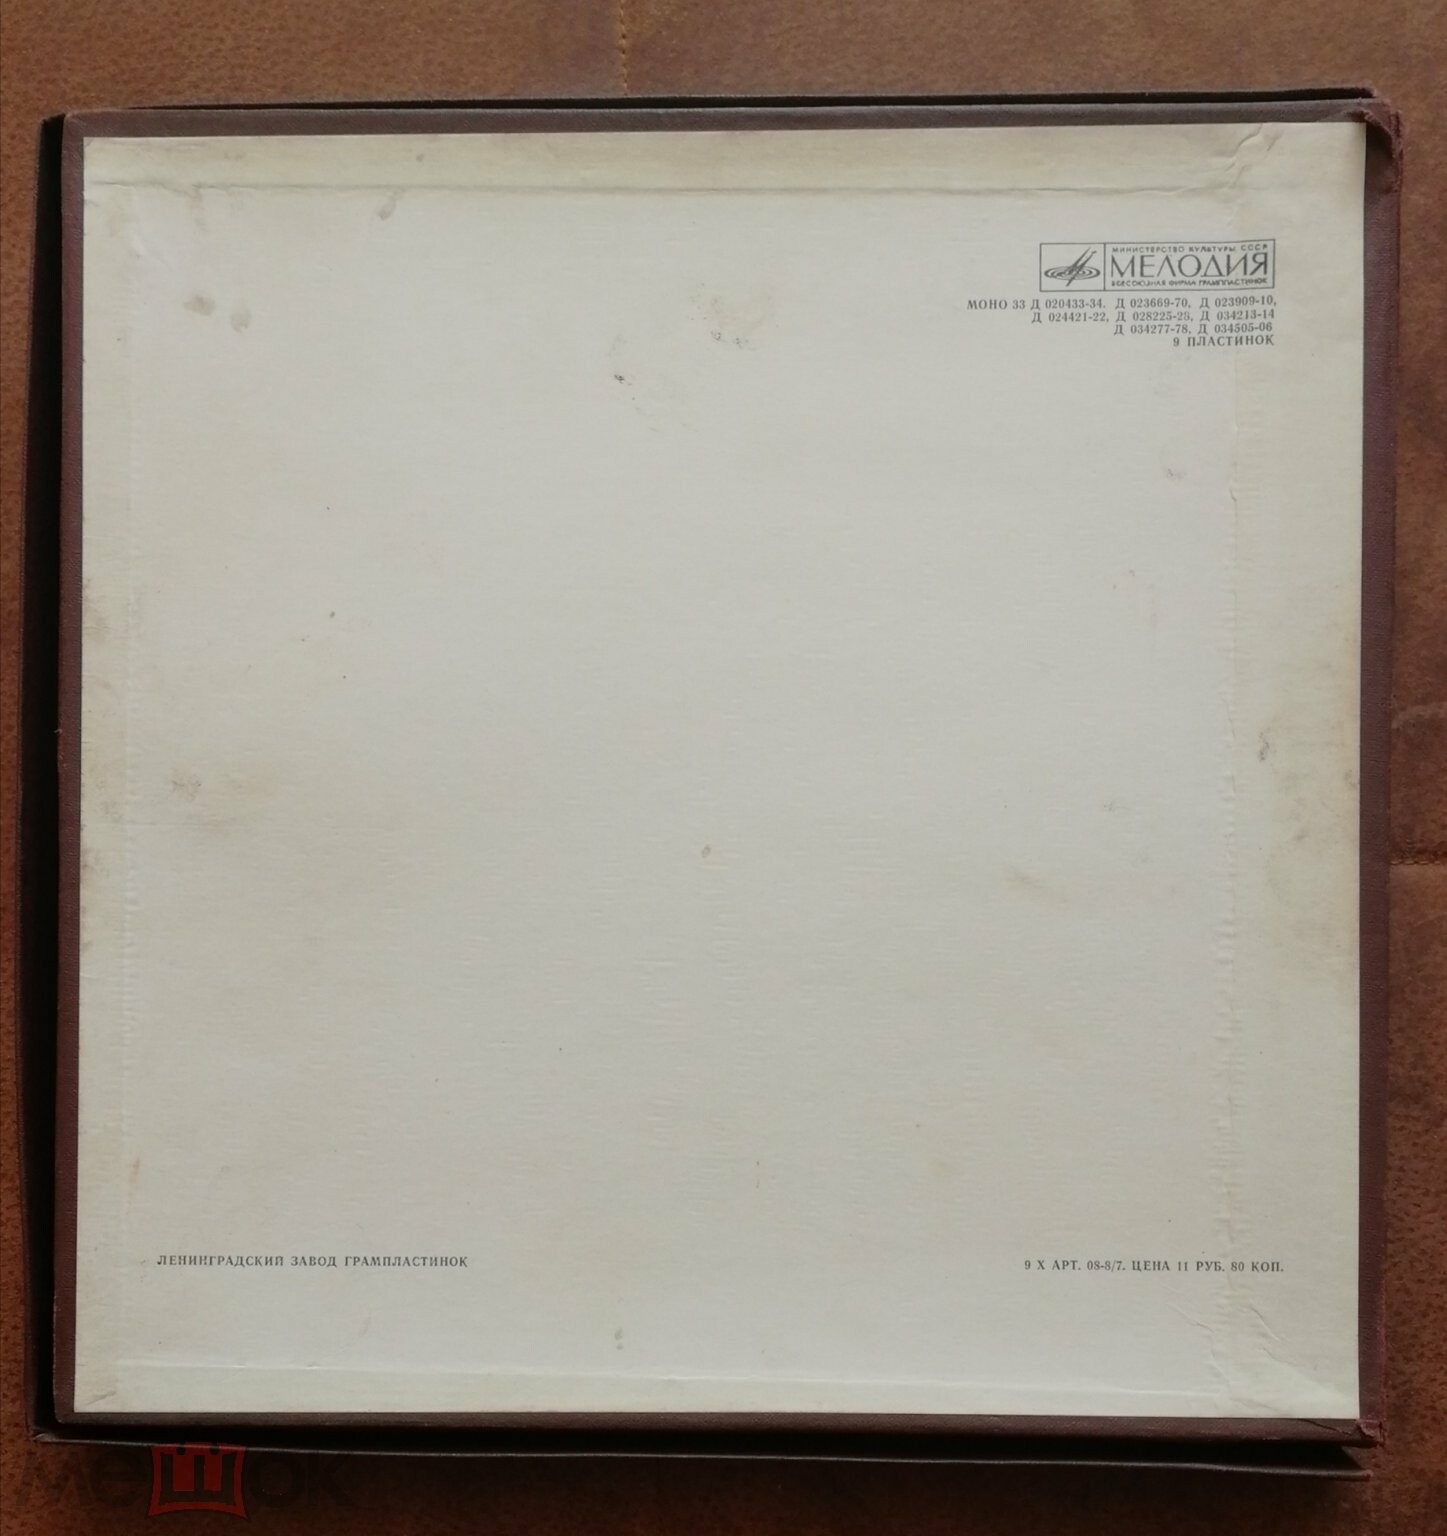 МИНИСТЕРСТВО КУЛЬТУРЫ СССР
МЕЛОДИЯ
ВСЕСОЮЗНАЯ ФИРМА ГРАМПЛАСТИНОК
МОНО 33 Д 020433-34. Д 023669-70, Д 023909-10,
Д 024421-22, Д 028225-28, Д 034213-14
Д 034277-78, Д 034505-06
9 ПЛАСТИНОК
ЛЕНИНГРАДСКИЙ ЗАВОД ГРАМПЛАСТИНОК
9 Х АРТ. 08-8/7. ЦЕНА 11 РУБ. 80 КОП.
мешок